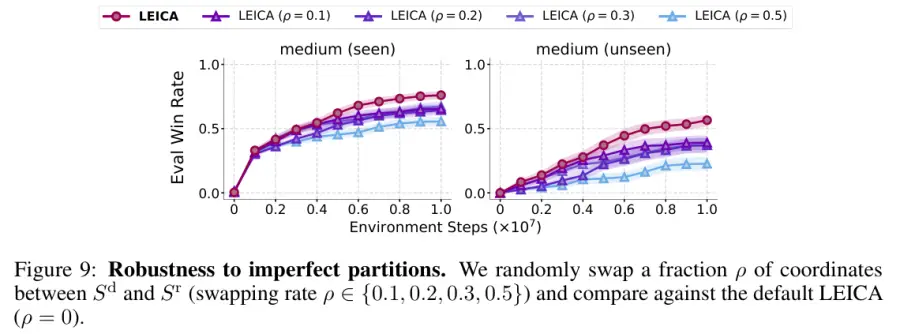 LEICA LEICA (ρ = 0.1) LEICA (ρ = 0.2) LEICA (ρ = 0.3) LEICA (ρ = 0.5)
medium (seen) medium (unseen)
Eval Win Rate
1.0 1.0
0.5 0.5
0.0 0.0
0 0.2 0.4 0.6 0.8 1.0 0 0.2 0.4 0.6 0.8 1.0
Environment Steps (×10⁷)
Figure 9: Robustness to imperfect partitions. We randomly swap a fraction ρ of coordinates
between Sᵈ and Sʳ (swapping rate ρ ∈ {0.1, 0.2, 0.3, 0.5}) and compare against the default LEICA
(ρ = 0).